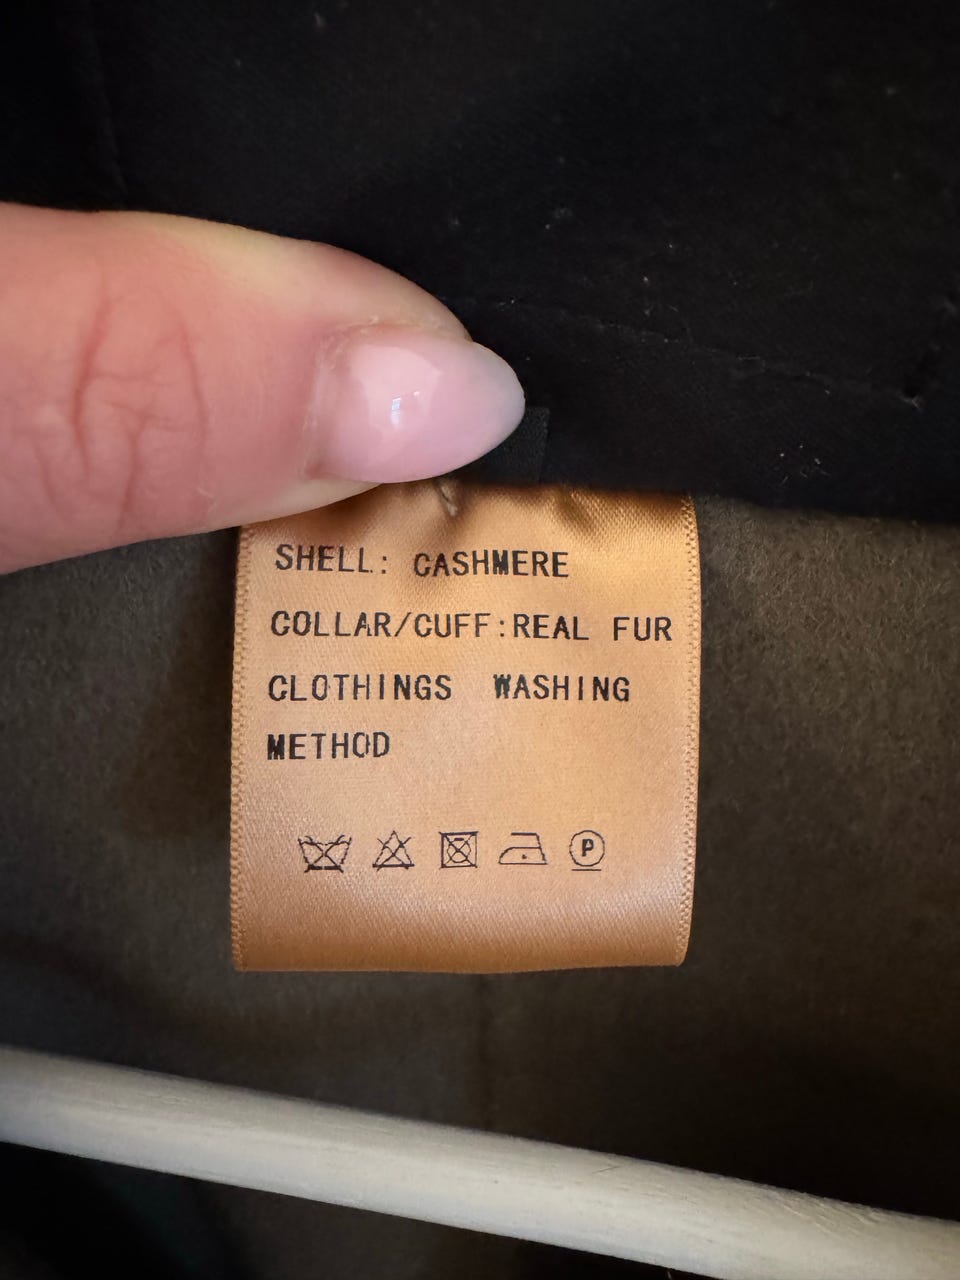 SHELL: CASHMERE
COLLAR/CUFF:REAL FUR
CLOTHINGS WASHING
METHOD
P